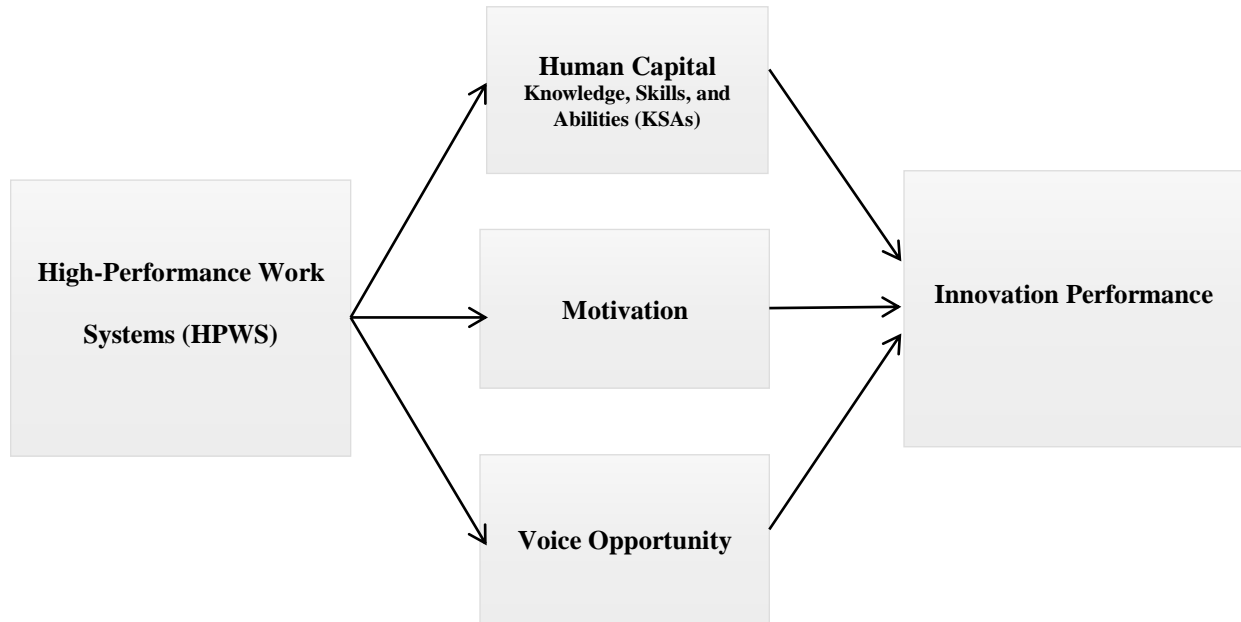 Human Capital
Knowledge, Skills, and
Abilities (KSAs)
High-Performance Work
Systems (HPWS)
Motivation
Innovation Performance
Voice Opportunity